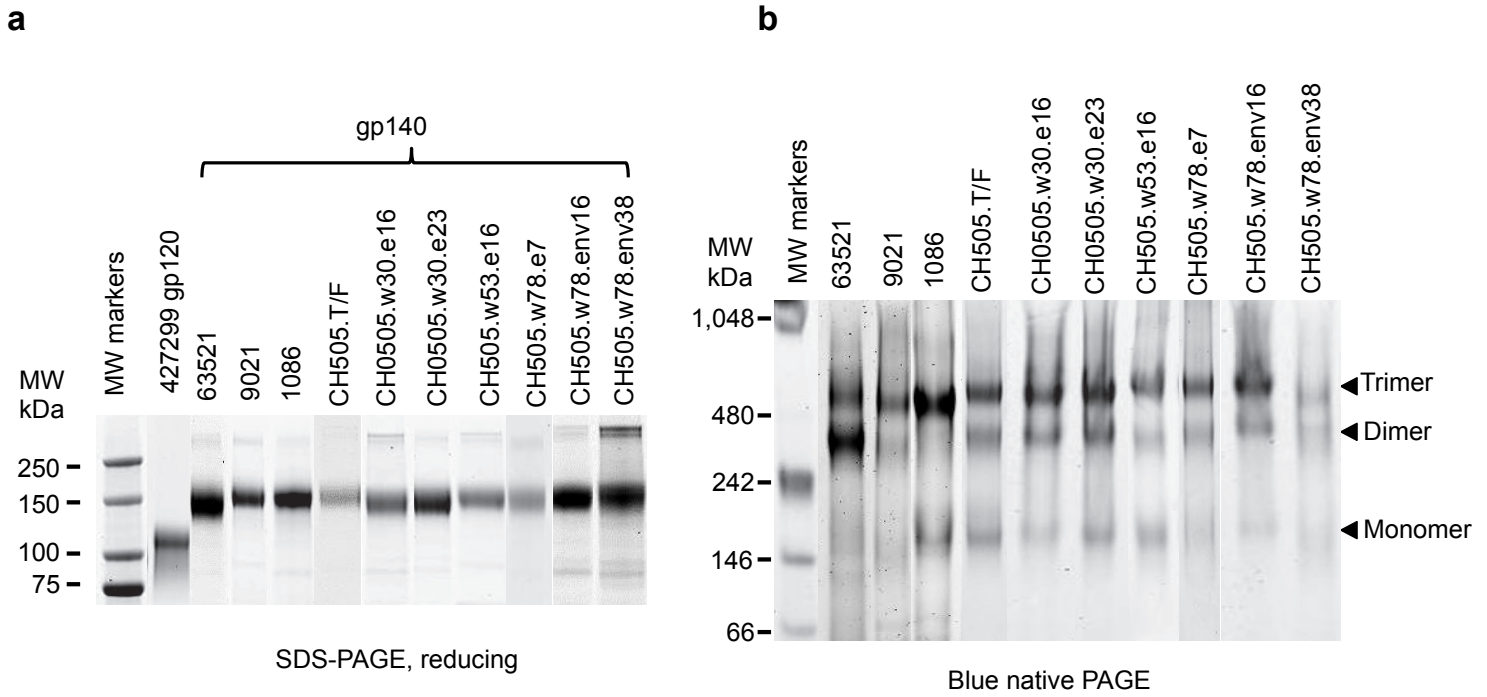 a
gp140
MW
kDa
MW markers
427299 gp120
63521
9021
1086
CH505.T/F
CH0505.w30.e16
CH0505.w30.e23
CH505.w53.e16
CH505.w78.e7
CH505.w78.env16
CH505.w78.env38
250
150
100
75
SDS-PAGE, reducing
b
MW
kDa
MW markers
63521
9021
1086
CH505.T/F
CH0505.w30.e16
CH0505.w30.e23
CH505.w53.e16
CH505.w78.e7
CH505.w78.env16
CH505.w78.env38
1,048
480
242
146
66
Trimer
Dimer
Monomer
Blue native PAGE